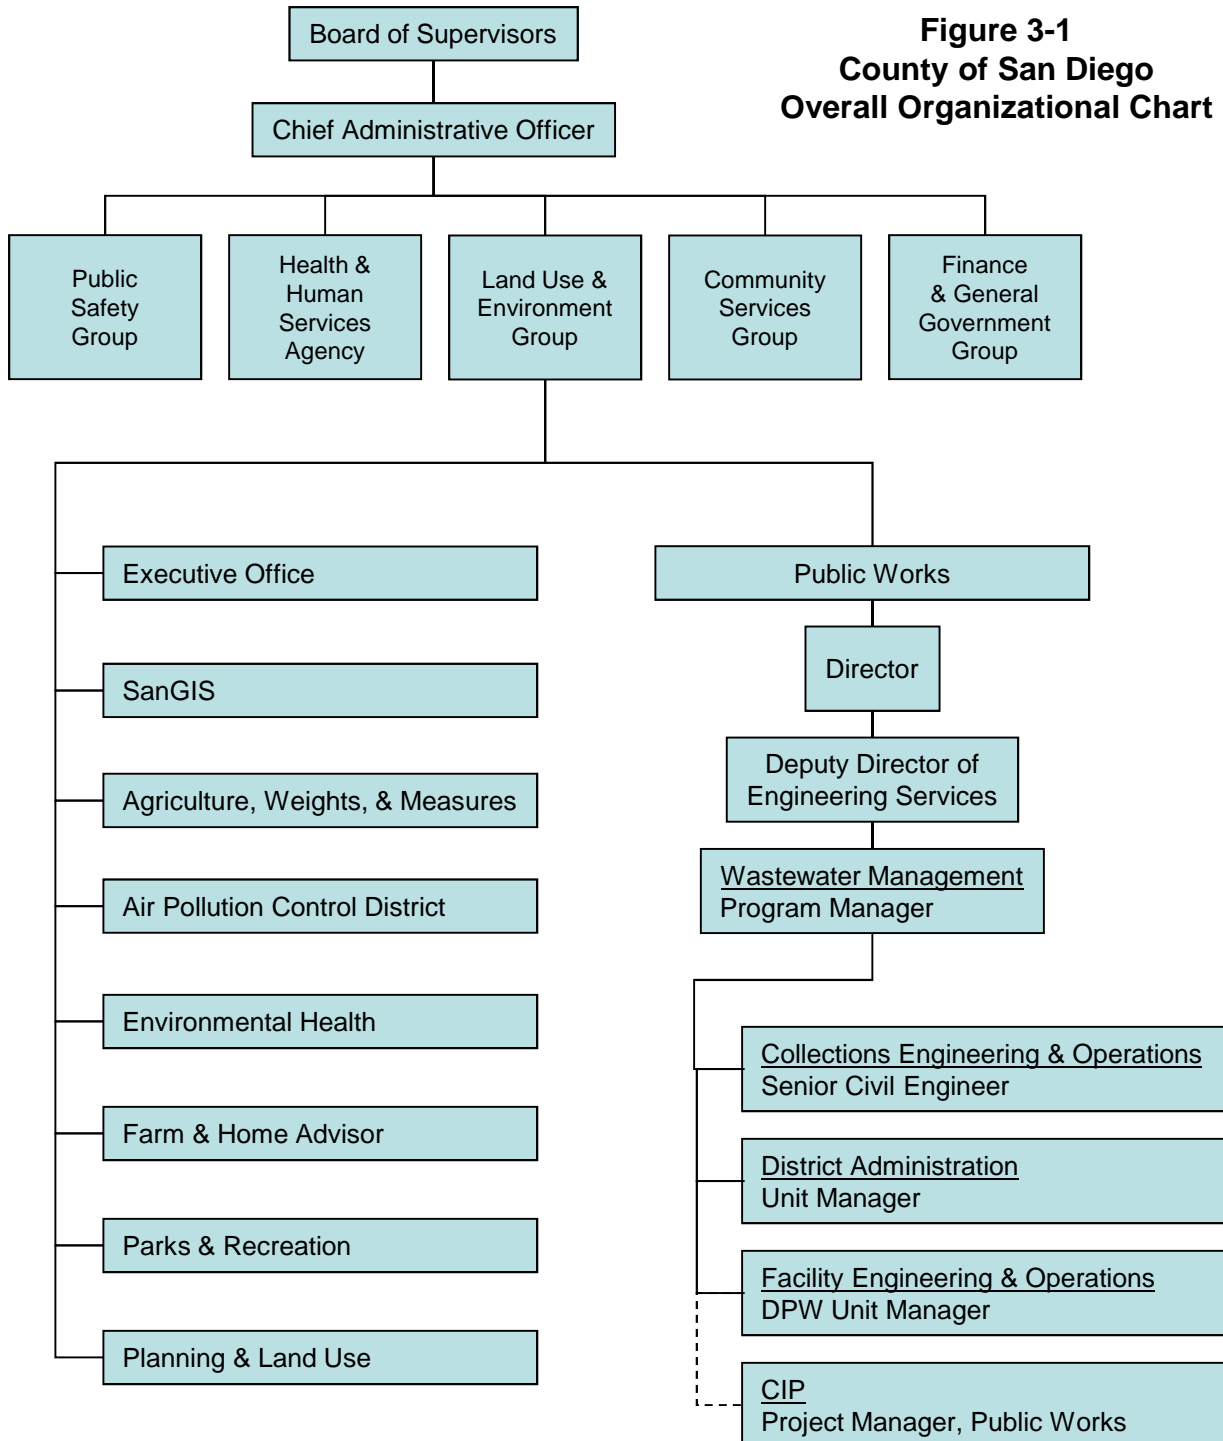 Figure 3-1
County of San Diego
Overall Organizational Chart
Board of Supervisors
Chief Administrative Officer
Public
Safety
Group
Health &
Human
Services
Agency
Land Use &
Environment
Group
Community
Services
Group
Finance
& General
Government
Group
Executive Office
SanGIS
Agriculture, Weights, & Measures
Air Pollution Control District
Environmental Health
Farm & Home Advisor
Parks & Recreation
Planning & Land Use
Public Works
Director
Deputy Director of
Engineering Services
Wastewater Management
Program Manager
Collections Engineering & Operations
Senior Civil Engineer
District Administration
Unit Manager
Facility Engineering & Operations
DPW Unit Manager
CIP
Project Manager, Public Works